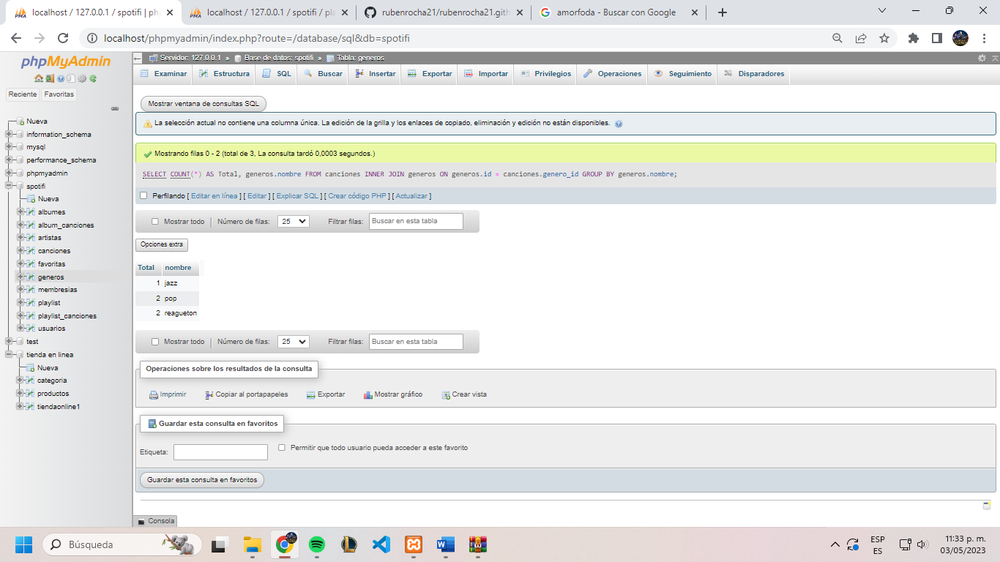 localhost / 127.0.0.1 / spotifi | ph
localhost / 127.0.0.1 / spotifi / pla
rubenrocha21/rubenrocha21.gith
amorfoda - Buscar con Google
localhost/phpmyadmin/index.php?route=/database/sql&db=spotifi
phpMyAdmin
Reciente
Favoritas
Nueva
information_schema
mysql
performance_schema
phpmyadmin
spotifi
Nueva
albumes
album_canciones
artistas
canciones
favoritas
generos
membresias
playlist
playlist_canciones
usuarios
test
tienda en linea
Nueva
categoria
productos
tiendaonline1
Servidor: 127.0.0.1 » Base de datos: spotifi » Tabla: generos
Examinar
Estructura
SQL
Buscar
Insertar
Exportar
Importar
Privilegios
Operaciones
Seguimiento
Disparadores
Mostrar ventana de consultas SQL
La selección actual no contiene una columna única. La edición de la grilla y los enlaces de copiado, eliminación y edición no están disponibles.
Mostrando filas 0 - 2 (total de 3, La consulta tardó 0,0003 segundos.)
SELECT COUNT(*) AS Total, generos.nombre FROM canciones INNER JOIN generos ON generos.id = canciones.genero_id GROUP BY generos.nombre;
Perfilando [ Editar en línea ] [ Editar ] [ Explicar SQL ] [ Crear código PHP ] [ Actualizar ]
Mostrar todo | Número de filas: 25 Filtrar filas: Buscar en esta tabla
Opciones extra
Total nombre
1 jazz
2 pop
2 reagueton
Mostrar todo | Número de filas: 25 Filtrar filas: Buscar en esta tabla
Operaciones sobre los resultados de la consulta
Imprimir
Copiar al portapapeles
Exportar
Mostrar gráfico
Crear vista
Guardar esta consulta en favoritos
Etiqueta:
Permitir que todo usuario pueda acceder a este favorito
Guardar esta consulta en favoritos
Consola
Búsqueda
ESP
ES
11:33 p. m.
03/05/2023